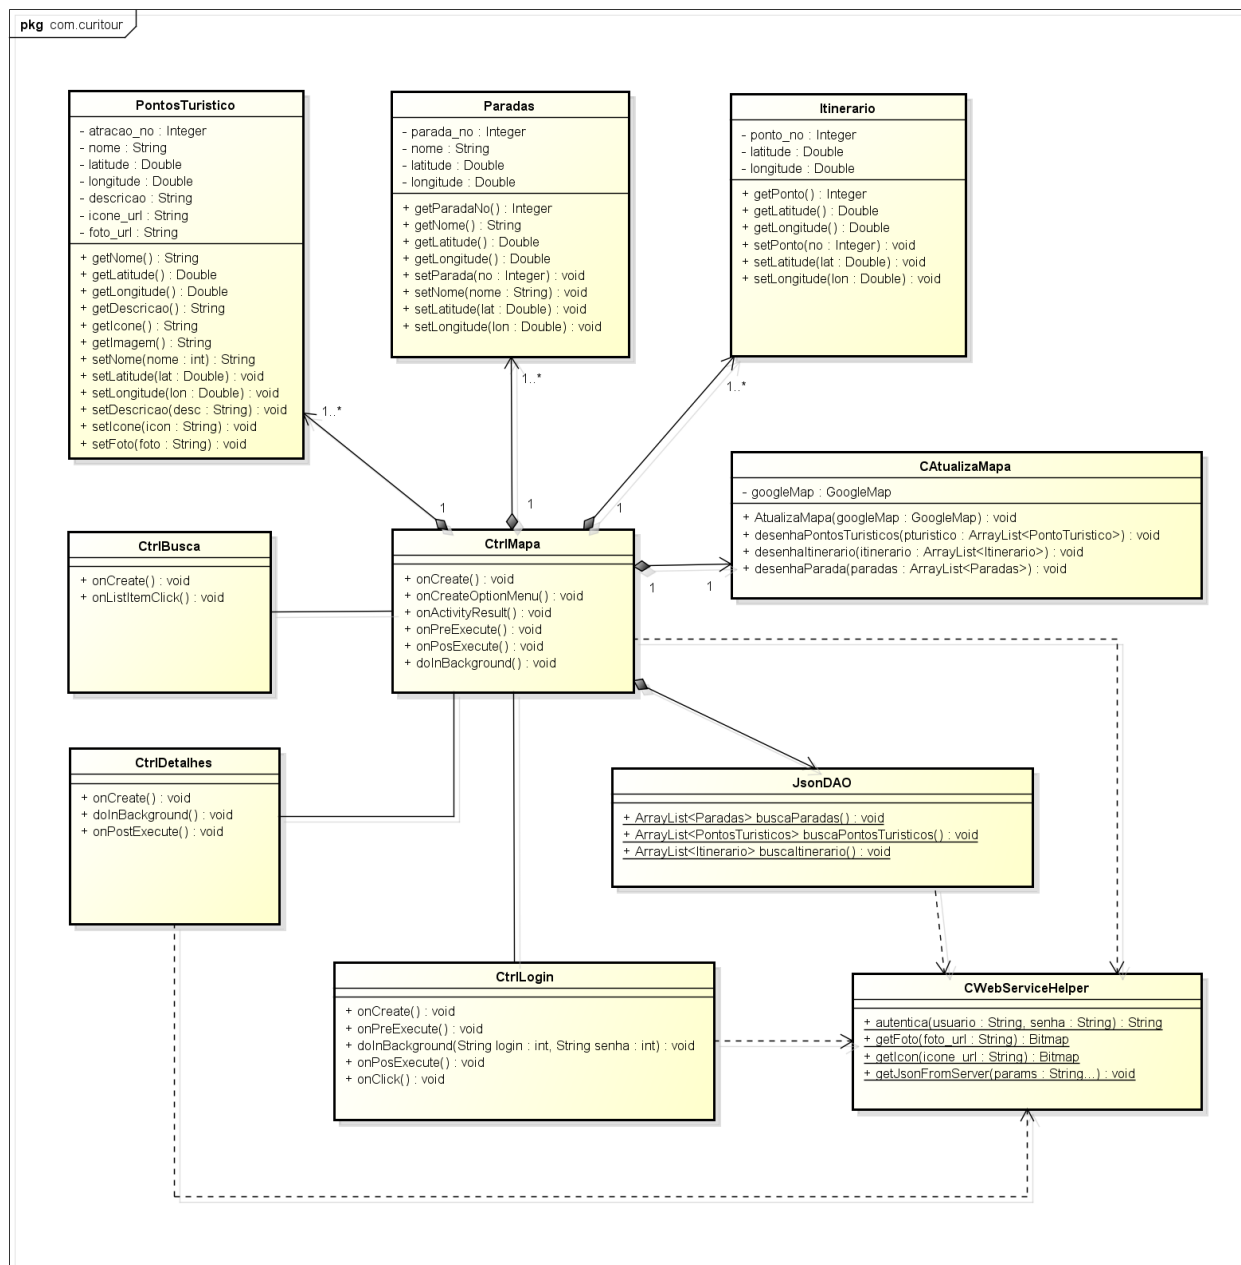 pkg com.curitour
PontosTuristico
- atracao_no : Integer
- nome : String
- latitude : Double
- longitude : Double
- descricao : String
- icone_url : String
- foto_url : String
+ getNome() : String
+ getLatitude() : Double
+ getLongitude() : Double
+ getDescricao() : String
+ getIcone() : String
+ getImagem() : String
+ setNome(nome : int) : String
+ setLatitude(lat : Double) : void
+ setLongitude(lon : Double) : void
+ setDescricao(desc : String) : void
+ setIcone(icon : String) : void
+ setFoto(foto : String) : void
Paradas
- parada_no : Integer
- nome : String
- latitude : Double
- longitude : Double
+ getParadaNo() : Integer
+ getNome() : String
+ getLatitude() : Double
+ getLongitude() : Double
+ setParada(no : Integer) : void
+ setNome(nome : String) : void
+ setLatitude(lat : Double) : void
+ setLongitude(lon : Double) : void
Itinerario
- ponto_no : Integer
- latitude : Double
- longitude : Double
+ getPonto() : Integer
+ getLatitude() : Double
+ getLongitude() : Double
+ setPonto(no : Integer) : void
+ setLatitude(lat : Double) : void
+ setLongitude(lon : Double) : void
1..*
1..*
1..*
1
1
1
CAtualizaMapa
- googleMap : GoogleMap
+ AtualizaMapa(googleMap : GoogleMap) : void
+ desenhaPontosTuristicos(pturistico : ArrayList<PontoTuristico>) : void
+ desenhaItinerario(itinerario : ArrayList<Itinerario>) : void
+ desenhaParada(paradas : ArrayList<Paradas>) : void
CtrlBusca
+ onCreate() : void
+ onListItemClick() : void
CtrlMapa
+ onCreate() : void
+ onCreateOptionMenu() : void
+ onActivityResult() : void
+ onPreExecute() : void
+ onPosExecute() : void
+ doInBackground() : void
1
1
CtrlDetalhes
+ onCreate() : void
+ doInBackground() : void
+ onPostExecute() : void
JsonDAO
+ ArrayList<Paradas> buscaParadas() : void
+ ArrayList<PontosTuristicos> buscaPontosTuristicos() : void
+ ArrayList<Itinerario> buscaItinerario() : void
CtrlLogin
+ onCreate() : void
+ onPreExecute() : void
+ doInBackground(String login : int, String senha : int) : void
+ onPosExecute() : void
+ onClick() : void
CWebServiceHelper
+ autentica(usuario : String, senha : String) : String
+ getFoto(foto_url : String) : Bitmap
+ getIcon(icone_url : String) : Bitmap
+ getJsonFromServer(params : String...) : void